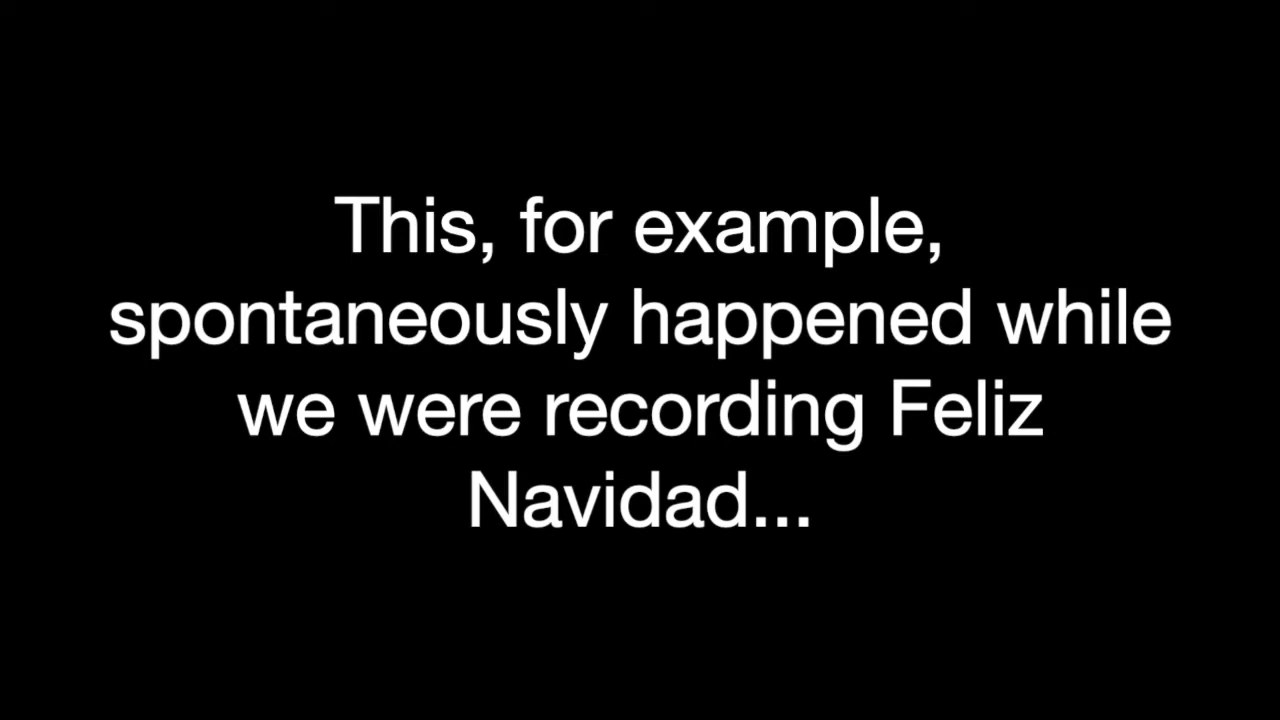 This, for example,
spontaneously happened while
we were recording Feliz
Navidad...